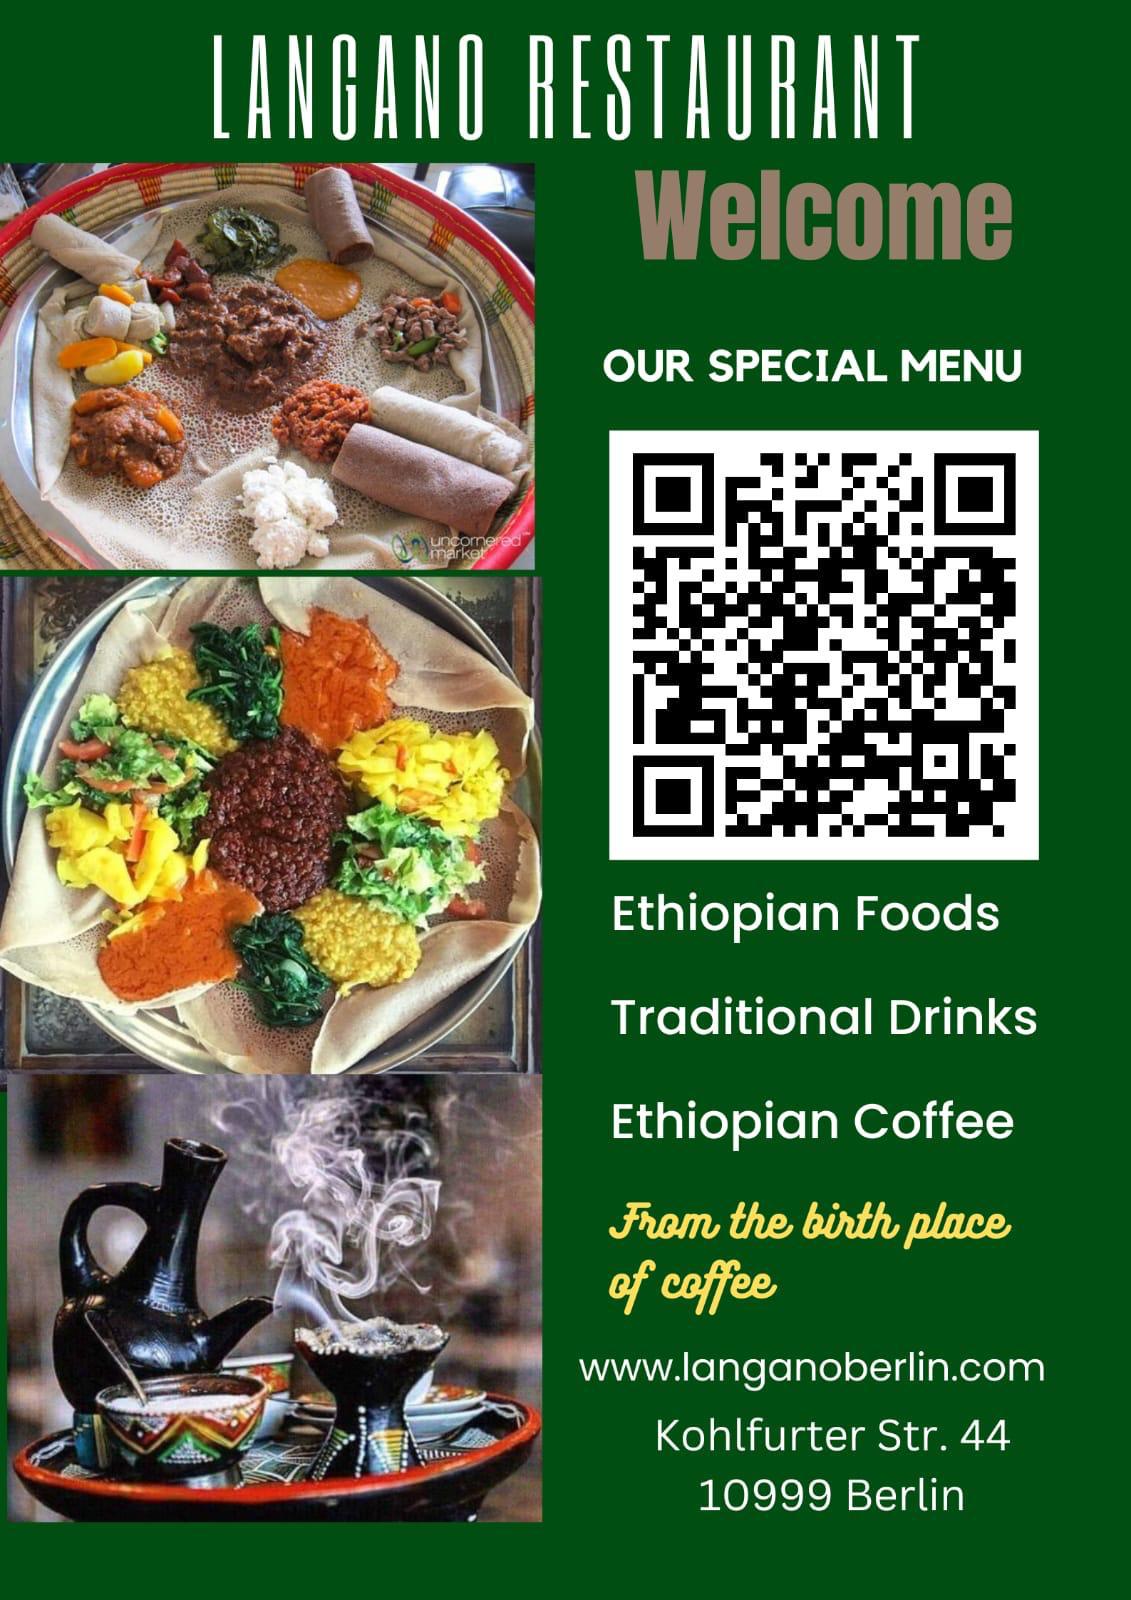 LANGANO RESTAURANT
Welcome
OUR SPECIAL MENU
uncornered
market
Ethiopian Foods
Traditional Drinks
Ethiopian Coffee
From the birth place
of coffee
www.langanoberlin.com
Kohlfurter Str. 44
10999 Berlin